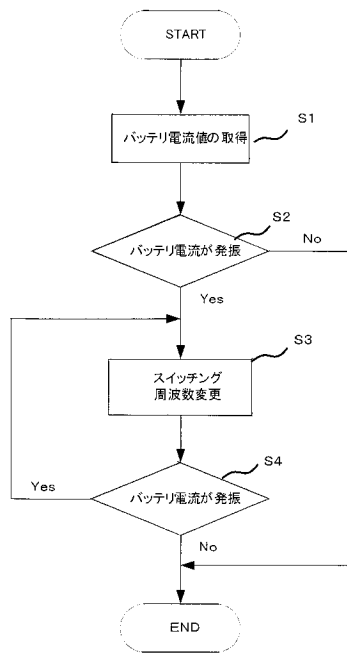 START
バッテリ電流値の取得
S1
バッテリ電流が発振
S2
No
Yes
スイッチング
周波数変更
S3
バッテリ電流が発振
S4
Yes
No
END